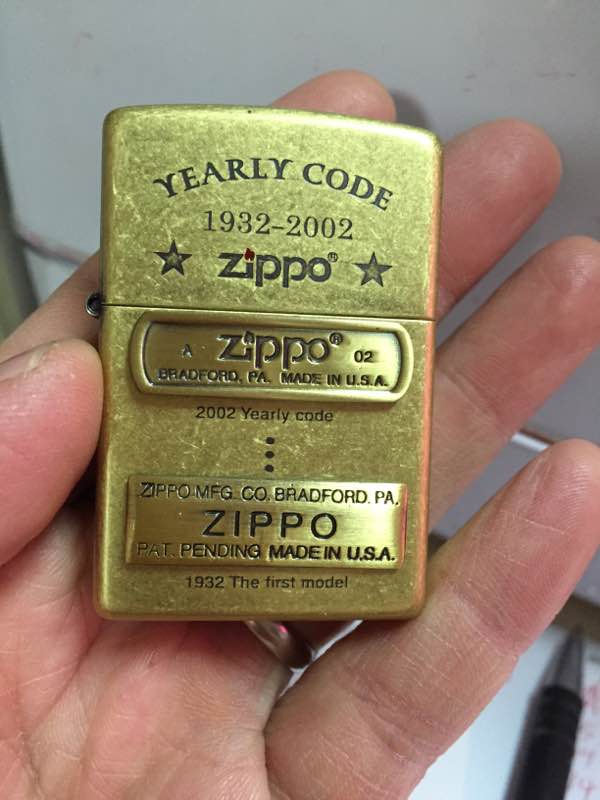 YEARLY CODE
1932-2002
zippo®
A zippo® 02
BRADFORD, PA. MADE IN U.S.A.
2002 Yearly code
ZIPPO MFG. CO. BRADFORD. PA.
ZIPPO
PAT. PENDING MADE IN U.S.A.
1932 The first model